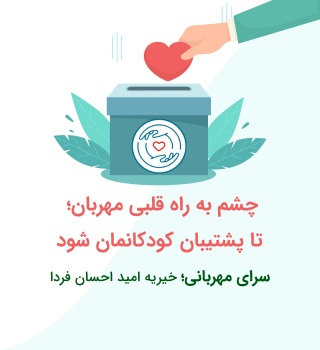 چشم به راه قلبی مهربان؛
تا پشتیبان کودکانمان شود
سرای مهربانی؛ خیریه امید احسان فردا